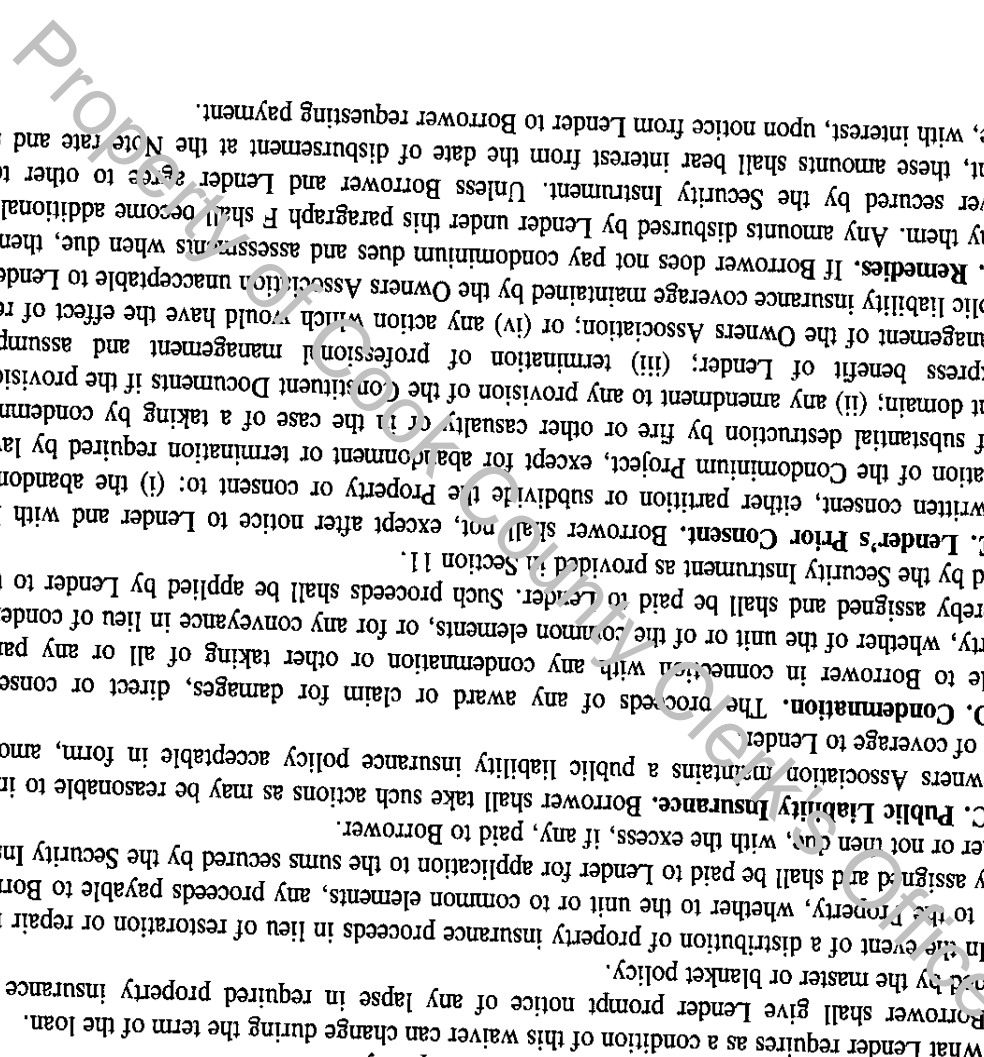 What Lender requires as a condition of this waiver can change during the term of the loan.
Borrower shall give Lender prompt notice of any lapse in required property insurance
by the master or blanket policy.
In the event of a distribution of property insurance proceeds in lieu of restoration or repair
to the Property, whether to the unit or to common elements, any proceeds payable to Bor
y assigned and shall be paid to Lender for application to the sums secured by the Security In
er or not then due, with the excess, if any, paid to Borrower.
C. Public Liability Insurance. Borrower shall take such actions as may be reasonable to in
wners Association maintains a public liability insurance policy acceptable in form, amo
of coverage to Lender.
D. Condemnation. The proceeds of any award or claim for damages, direct or conse
le to Borrower in connection with any condemnation or other taking of all or any par
rty, whether of the unit or of the common elements, or for any conveyance in lieu of conde
reby assigned and shall be paid to Lender. Such proceeds shall be applied by Lender to
d by the Security Instrument as provided in Section 11.
E. Lender's Prior Consent. Borrower shall not, except after notice to Lender and with
written consent, either partition or subdivide the Property or consent to: (i) the abandon
ation of the Condominium Project, except for abandonment or termination required by la
f substantial destruction by fire or other casualty or in the case of a taking by condemn
nt domain; (ii) any amendment to any provision of the Constituent Documents if the provisi
xpress benefit of Lender; (iii) termination of professional management and assump
anagement of the Owners Association; or (iv) any action which would have the effect of r
blic liability insurance coverage maintained by the Owners Association unacceptable to Lende
. Remedies. If Borrower does not pay condominium dues and assessments when due, then
ay them. Any amounts disbursed by Lender under this paragraph F shall become additional
er secured by the Security Instrument. Unless Borrower and Lender agree to other t
nt, these amounts shall bear interest from the date of disbursement at the Note rate and
e, with interest, upon notice from Lender to Borrower requesting payment.
Property of Cook County Clerk's Office